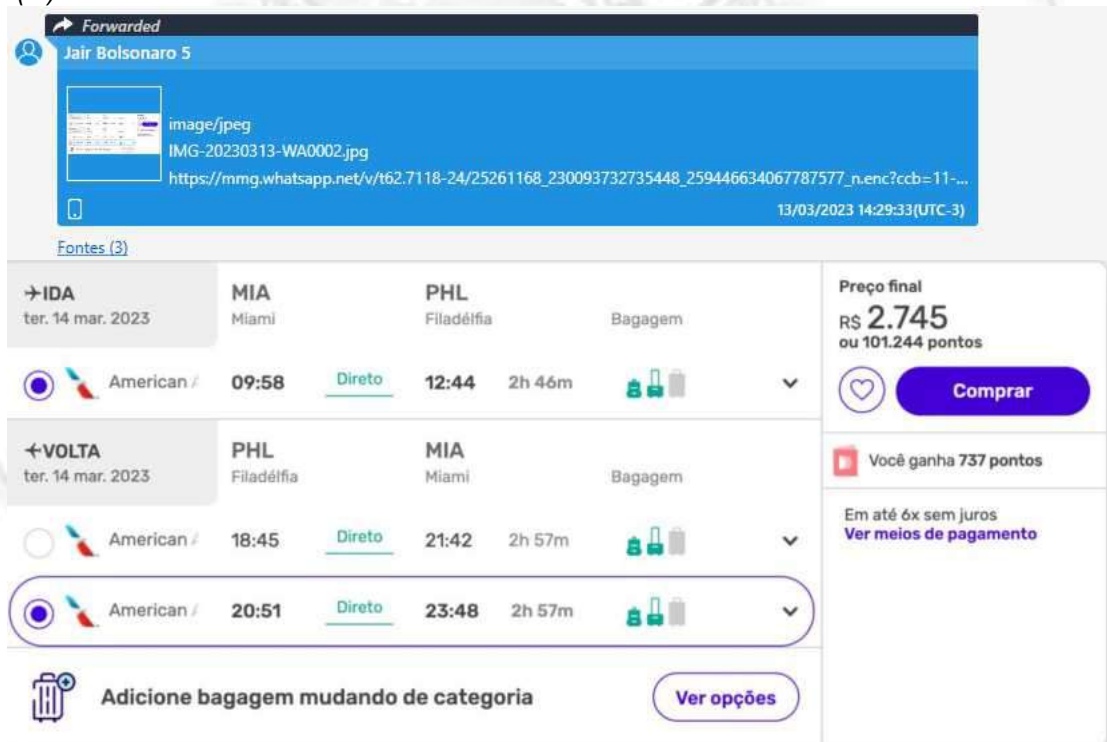 Forwarded
Jair Bolsonaro 5
image/jpeg
IMG-20230313-WA0002.jpg
https://mmg.whatsapp.net/v/t62.7118-24/25261168_230093732735448_259446634067787577_n.enc?ccb=11-...
13/03/2023 14:29:33(UTC-3)
Fontes (3)
IDA MIA PHL
ter. 14 mar. 2023 Miami Filadélfia Bagagem
American 09:58 Direto 12:44 2h 46m
VOLTA PHL MIA
ter. 14 mar. 2023 Filadélfia Miami Bagagem
American 18:45 Direto 21:42 2h 57m
American 20:51 Direto 23:48 2h 57m
Adicione bagagem mudando de categoria Ver opções
Preço final
R$ 2.745
ou 101.244 pontos
Comprar
Você ganha 737 pontos
Em até 6x sem juros
Ver meios de pagamento